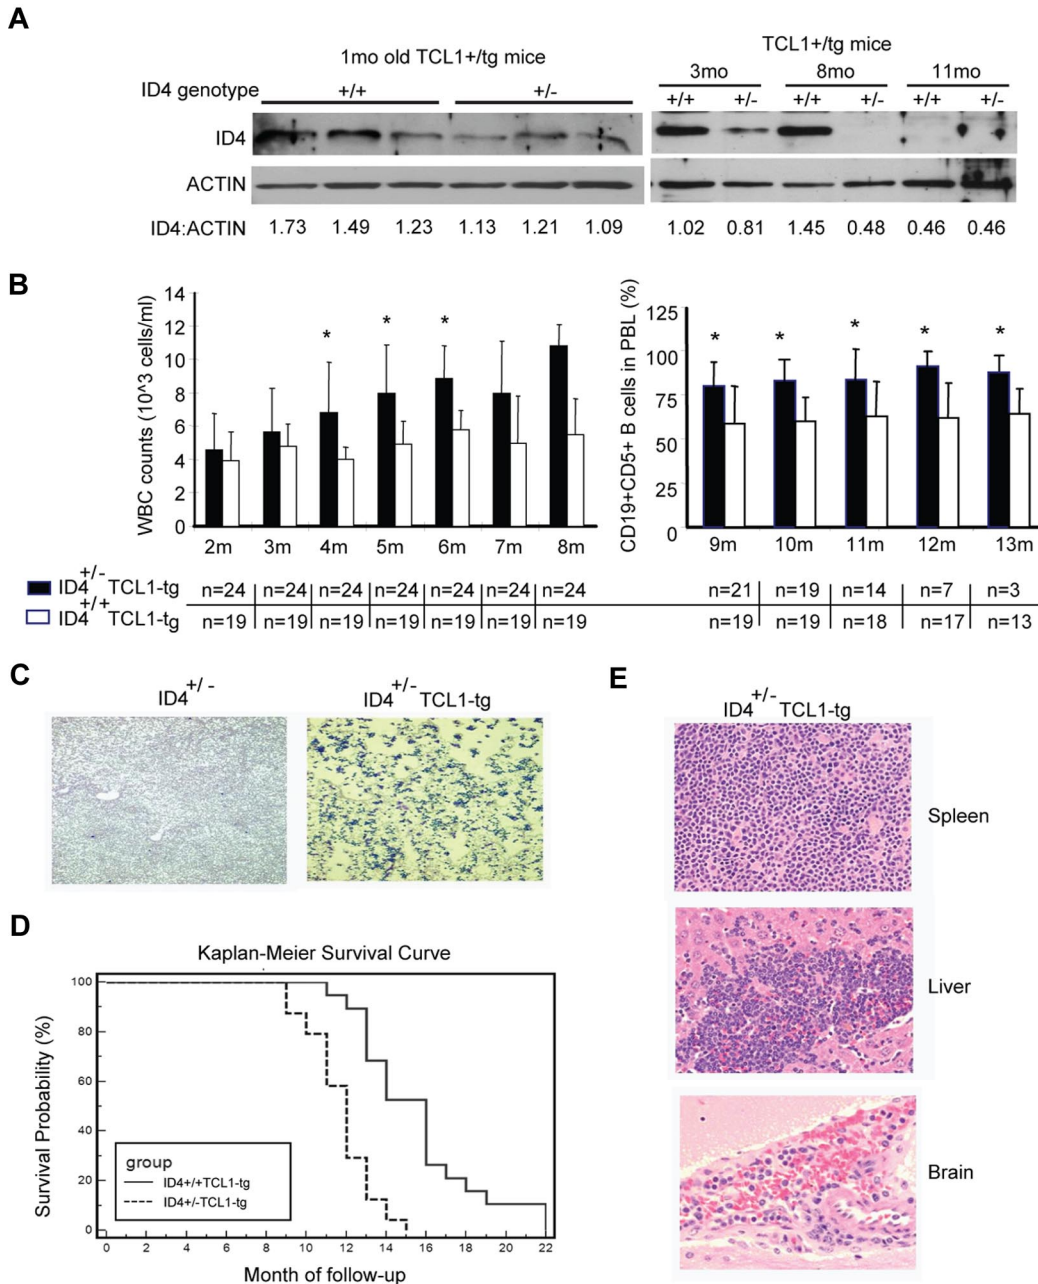 A
1mo old TCL1+/tg mice
TCL1+/tg mice
3mo 8mo 11mo
ID4 genotype +/+ +/- +/+ +/- +/+ +/- +/+ +/-
ID4
ACTIN
ID4:ACTIN 1.73 1.49 1.23 1.13 1.21 1.09 1.02 0.81 1.45 0.48 0.46 0.46
B
WBC counts (10^3 cells/ml)
14
12
10
8
6
4
2
0
* * *
2m 3m 4m 5m 6m 7m 8m
CD19+CD5+ B cells in PBL (%)
125
100
75
50
25
0
* * * * *
9m 10m 11m 12m 13m
ID4+/-TCL1-tg n=24 n=24 n=24 n=24 n=24 n=24 n=24 n=21 n=19 n=14 n=7 n=3
ID4+/+TCL1-tg n=19 n=19 n=19 n=19 n=19 n=19 n=19 n=19 n=19 n=18 n=17 n=13
C
ID4+/-
ID4+/-TCL1-tg
D
Kaplan-Meier Survival Curve
Survival Probability (%)
100
80
60
40
20
0
group
ID4+/+TCL1-tg
ID4+/-TCL1-tg
0 2 4 6 8 10 12 14 16 18 20 22
Month of follow-up
E
ID4+/-TCL1-tg
Spleen
Liver
Brain